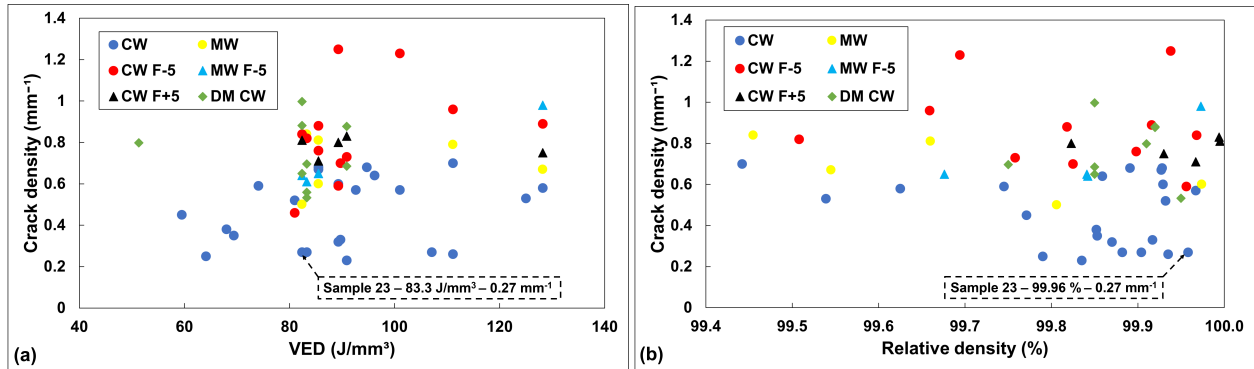 (a)
Crack density (mm⁻¹)
1.4
1.2
1
0.8
0.6
0.4
0.2
0
CW
MW
CW F-5
MW F-5
CW F+5
DM CW
Sample 23 – 83.3 J/mm³ – 0.27 mm⁻¹
40
60
80
100
120
140
VED (J/mm³)
(b)
Crack density (mm⁻¹)
1.4
1.2
1
0.8
0.6
0.4
0.2
0
CW
MW
CW F-5
MW F-5
CW F+5
DM CW
Sample 23 – 99.96 % – 0.27 mm⁻¹
99.4
99.5
99.6
99.7
99.8
99.9
100.0
Relative density (%)